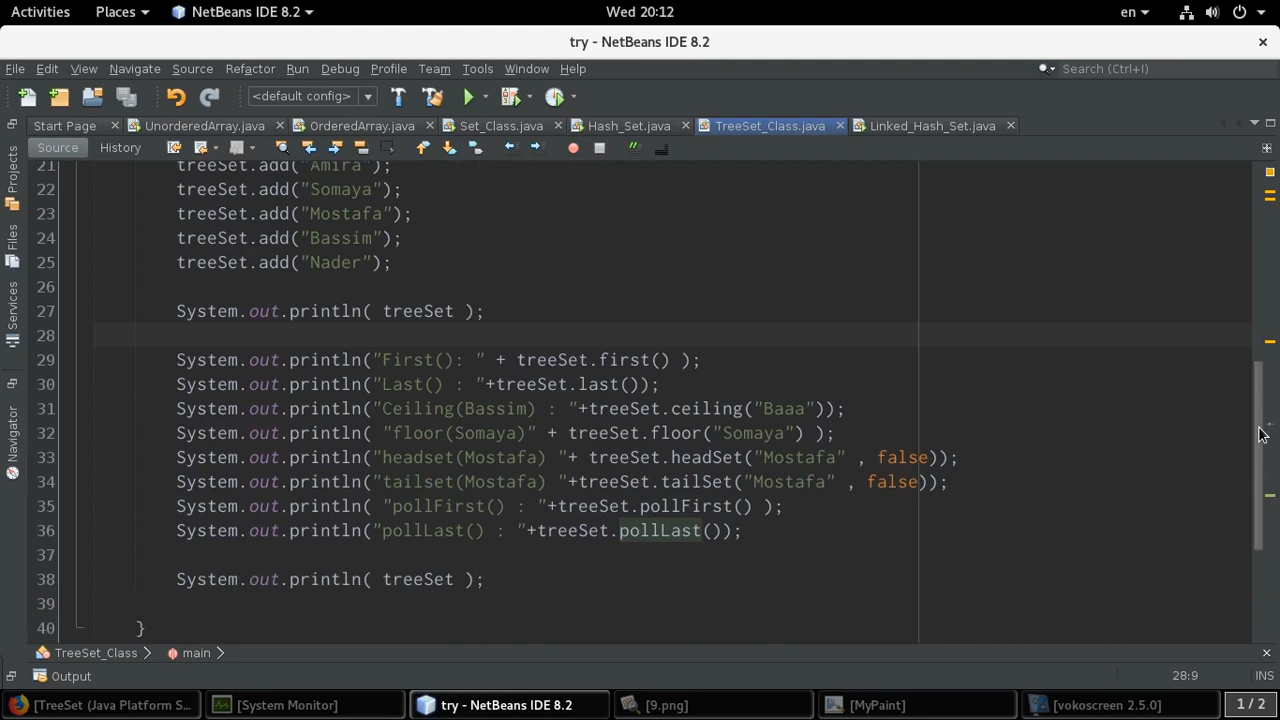 Activities Places NetBeans IDE 8.2 Wed 20:12 en
try - NetBeans IDE 8.2 ×
File Edit View Navigate Source Refactor Run Debug Profile Team Tools Window Help Search (Ctrl+I)
<default config>
Start Page UnorderedArray.java OrderedArray.java Set_Class.java Hash_Set.java TreeSet_Class.java Linked_Hash_Set.java
Source History
Projects
Files
Services
Navigator
21 treeSet.add("Amira");
22 treeSet.add("Somaya");
23 treeSet.add("Mostafa");
24 treeSet.add("Bassim");
25 treeSet.add("Nader");
26
27 System.out.println( treeSet );
28
29 System.out.println("First(): " + treeSet.first() );
30 System.out.println("Last() : "+treeSet.last());
31 System.out.println("Ceiling(Bassim) : "+treeSet.ceiling("Baaa"));
32 System.out.println( "floor(Somaya)" + treeSet.floor("Somaya") );
33 System.out.println("headset(Mostafa) "+ treeSet.headSet("Mostafa" , false));
34 System.out.println("tailset(Mostafa) "+treeSet.tailSet("Mostafa" , false));
35 System.out.println( "pollFirst() : "+treeSet.pollFirst() );
36 System.out.println("pollLast() : "+treeSet.pollLast());
37
38 System.out.println( treeSet );
39
40 }
TreeSet_Class main
Output 28:9 INS
[TreeSet (Java Platform S... [System Monitor] try - NetBeans IDE 8.2 [9.png] [MyPaint] [vokoscreen 2.5.0] 1 / 2